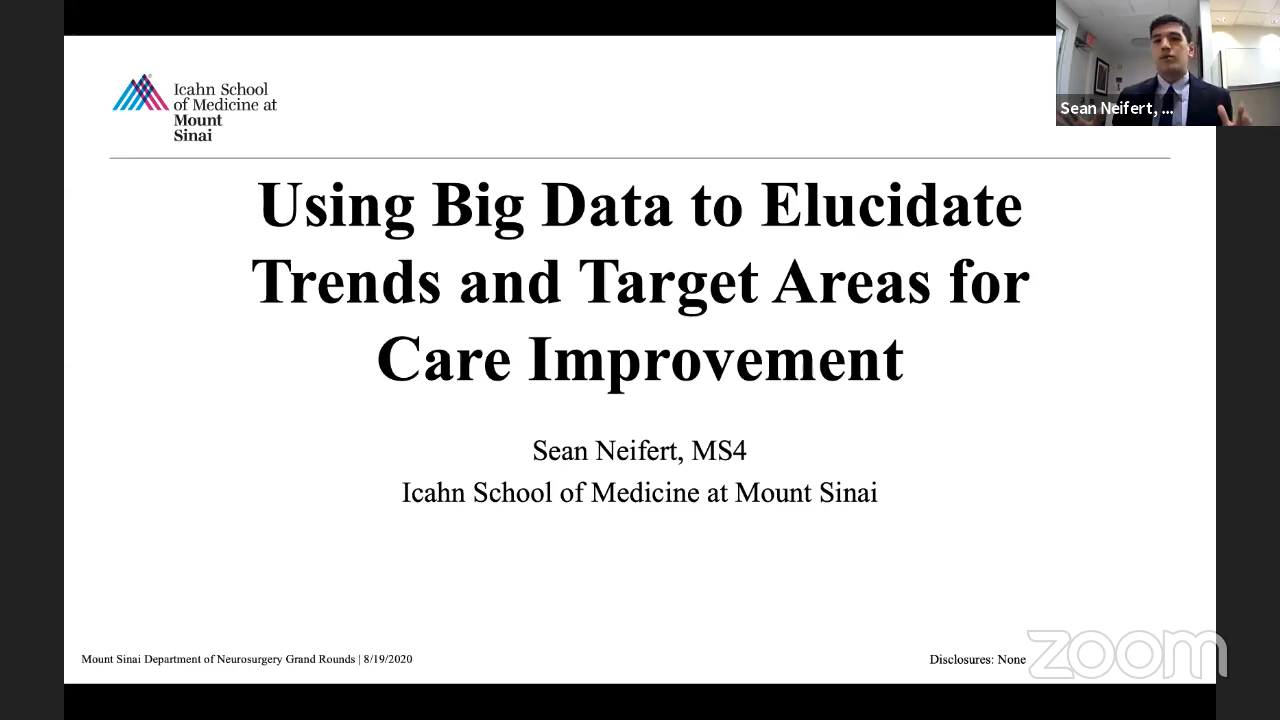 Icahn School
of Medicine at
Mount
Sinai
Sean Neifert, ...
Using Big Data to Elucidate
Trends and Target Areas for
Care Improvement
Sean Neifert, MS4
Icahn School of Medicine at Mount Sinai
Mount Sinai Department of Neurosurgery Grand Rounds | 8/19/2020
Disclosures: None
zoom